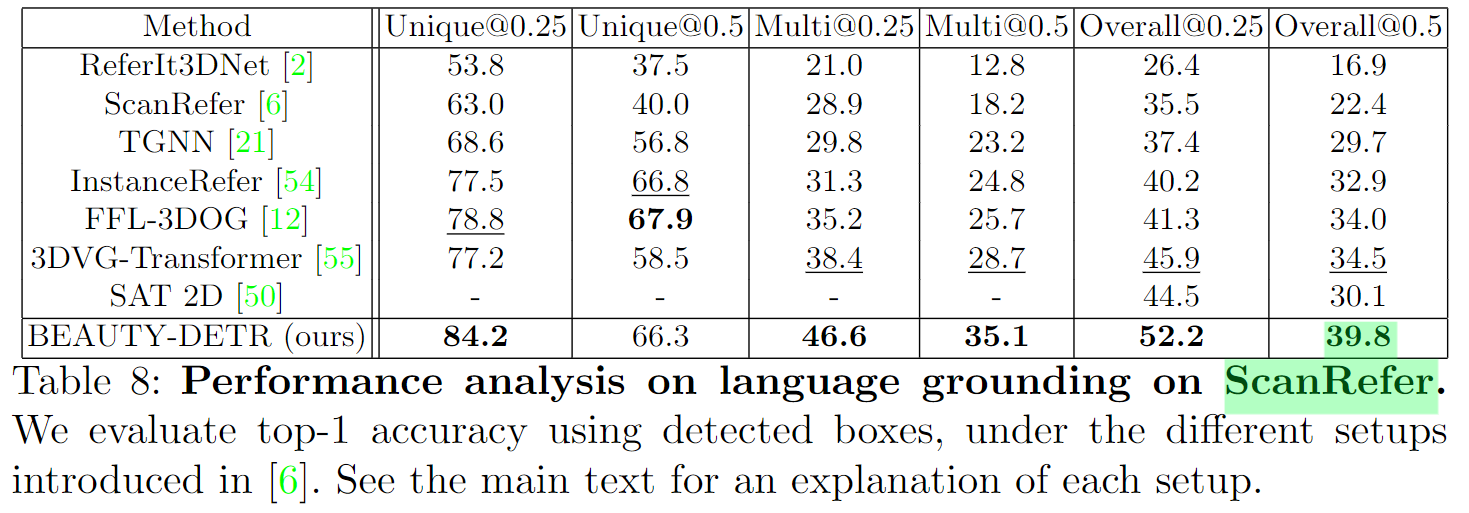 Method Unique@0.25 Unique@0.5 Multi@0.25 Multi@0.5 Overall@0.25 Overall@0.5
ReferIt3DNet [2] 53.8 37.5 21.0 12.8 26.4 16.9
ScanRefer [6] 63.0 40.0 28.9 18.2 35.5 22.4
TGNN [21] 68.6 56.8 29.8 23.2 37.4 29.7
InstanceRefer [54] 77.5 66.8 31.3 24.8 40.2 32.9
FFL-3DOG [12] 78.8 67.9 35.2 25.7 41.3 34.0
3DVG-Transformer [55] 77.2 58.5 38.4 28.7 45.9 34.5
SAT 2D [50] - - - - 44.5 30.1
BEAUTY-DETR (ours) 84.2 66.3 46.6 35.1 52.2 39.8
Table 8: Performance analysis on language grounding on ScanRefer.
We evaluate top-1 accuracy using detected boxes, under the different setups
introduced in [6]. See the main text for an explanation of each setup.